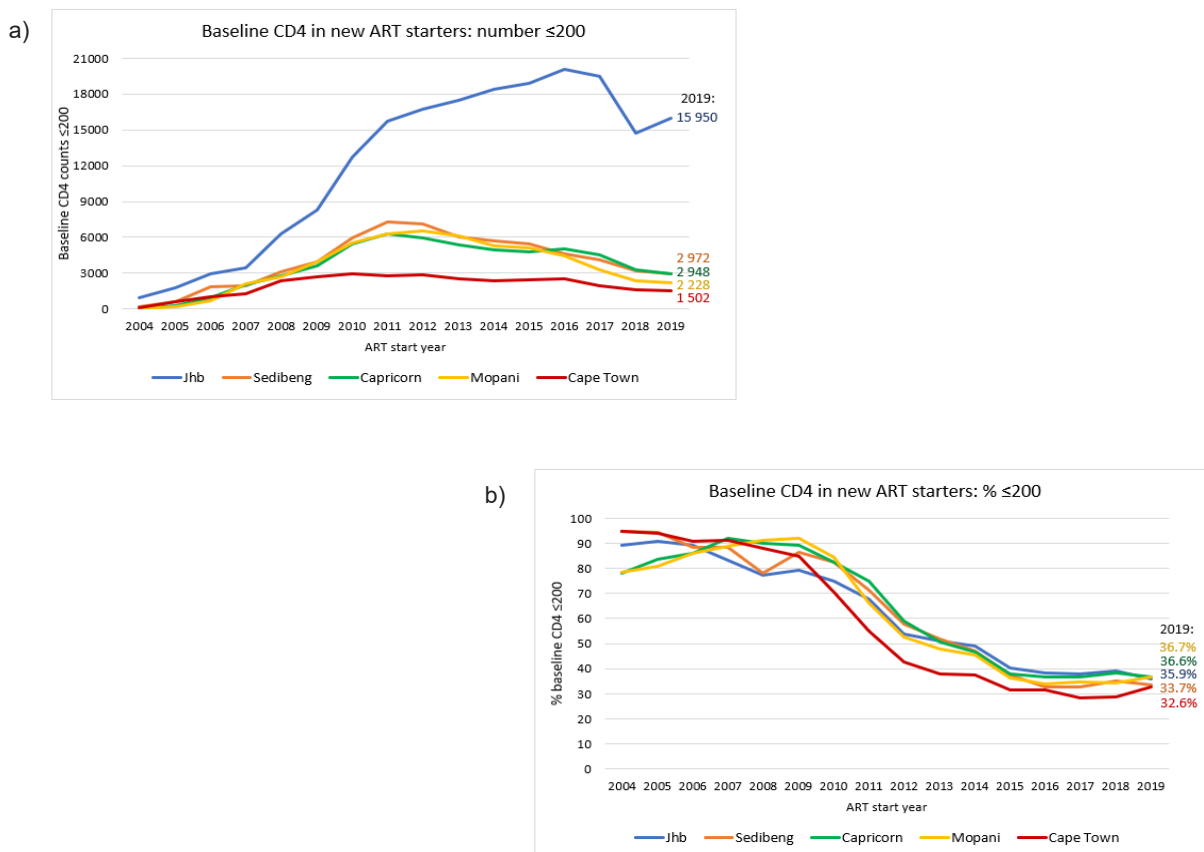 a)
Baseline CD4 in new ART starters: number ≤200
21000
18000
15000
12000
9000
6000
3000
0
Baseline CD4 counts ≤200
2019:
15 950
2 972
2 948
2 228
1 502
2004 2005 2006 2007 2008 2009 2010 2011 2012 2013 2014 2015 2016 2017 2018 2019
ART start year
Jhb Sedibeng Capricorn Mopani Cape Town
b)
Baseline CD4 in new ART starters: % ≤200
100
90
80
70
60
50
40
30
20
10
0
% baseline CD4 ≤200
2019:
36.7%
36.6%
35.9%
33.7%
32.6%
2004 2005 2006 2007 2008 2009 2010 2011 2012 2013 2014 2015 2016 2017 2018 2019
ART start year
Jhb Sedibeng Capricorn Mopani Cape Town